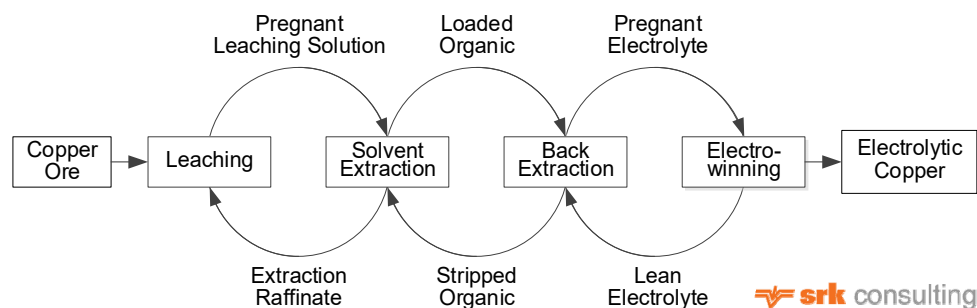 Pregnant
Leaching Solution
Loaded
Organic
Pregnant
Electrolyte
Copper
Ore
Leaching
Solvent
Extraction
Back
Extraction
Electro-
winning
Electrolytic
Copper
Extraction
Raffinate
Stripped
Organic
Lean
Electrolyte
srk consulting